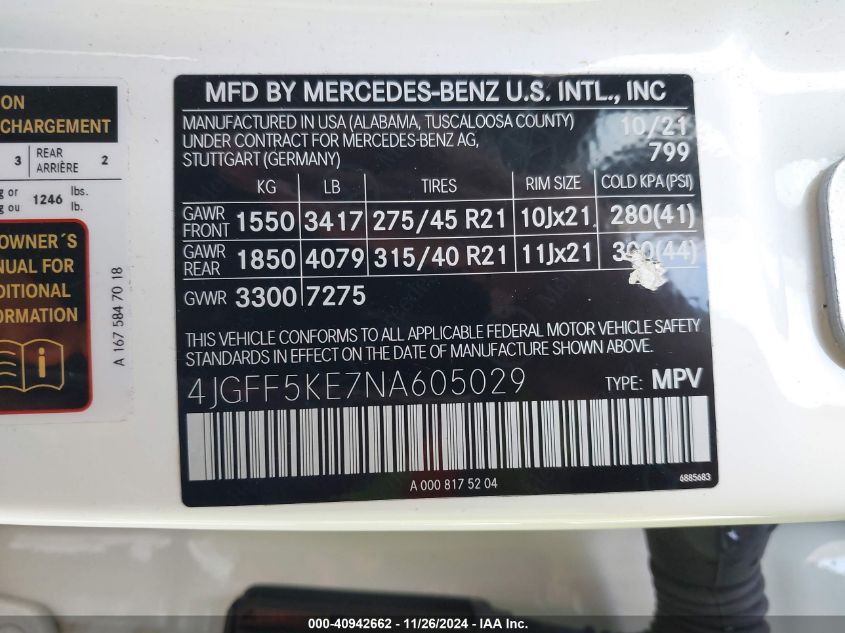 ON
CHARGEMENT
3 REAR ARRIÈRE 2
g or
g ou 1246 lbs. lb.
OWNER´S
NUAL FOR
DDITIONAL
FORMATION
A 167 584 70 18
MFD BY MERCEDES-BENZ U.S. INTL., INC
MANUFACTURED IN USA (ALABAMA, TUSCALOOSA COUNTY) 10/21
UNDER CONTRACT FOR MERCEDES-BENZ AG, 799
STUTTGART (GERMANY)
KG LB TIRES RIM SIZE COLD KPA (PSI)
GAWR FRONT 1550 3417 275/45 R21 10Jx21 280(41)
GAWR REAR 1850 4079 315/40 R21 11Jx21 (44)
GVWR 3300 7275
THIS VEHICLE CONFORMS TO ALL APPLICABLE FEDERAL MOTOR VEHICLE SAFETY
STANDARDS IN EFFECT ON THE DATE OF MANUFACTURE SHOWN ABOVE.
4JGFF5KE7NA605029 TYPE: MPV
A 000 817 52 04
6885683
000-40942662 - 11/26/2024 - IAA Inc.